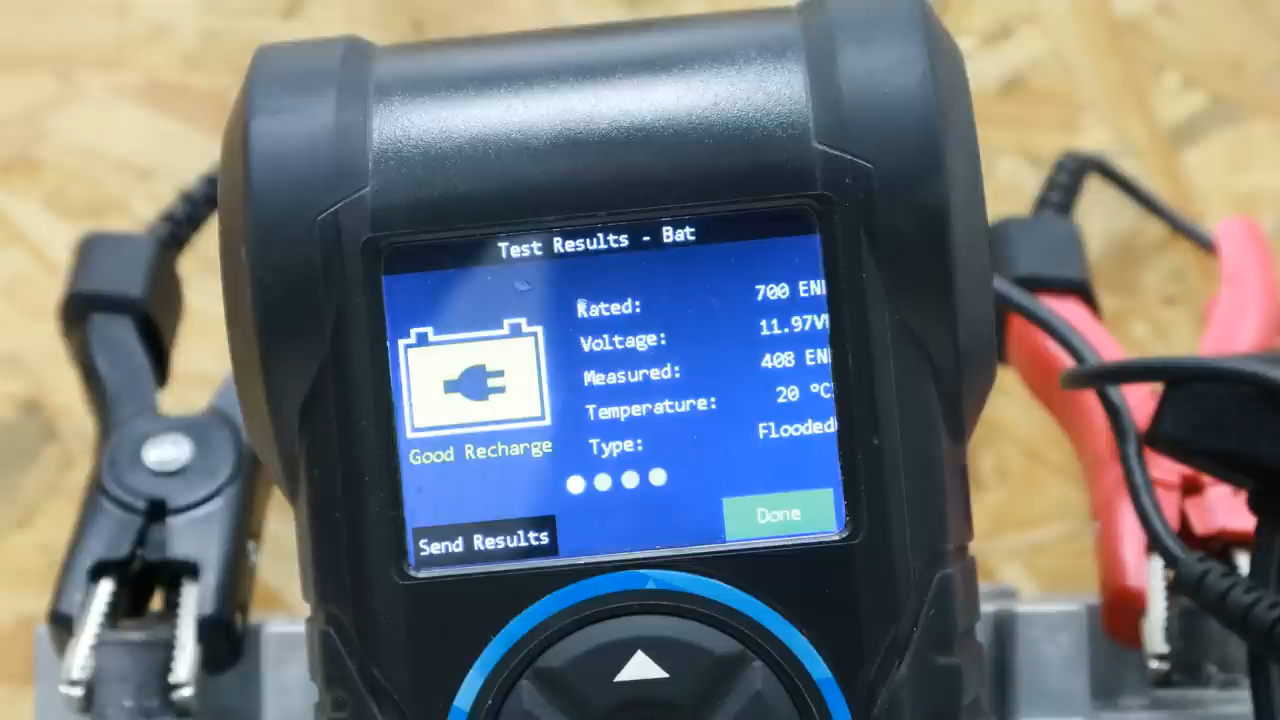 Test Results - Bat
Rated: 700 EN
Voltage: 11.97V
Measured: 408 EN
Temperature: 20 °C
Type: Flooded
Good Recharge
Send Results
Done